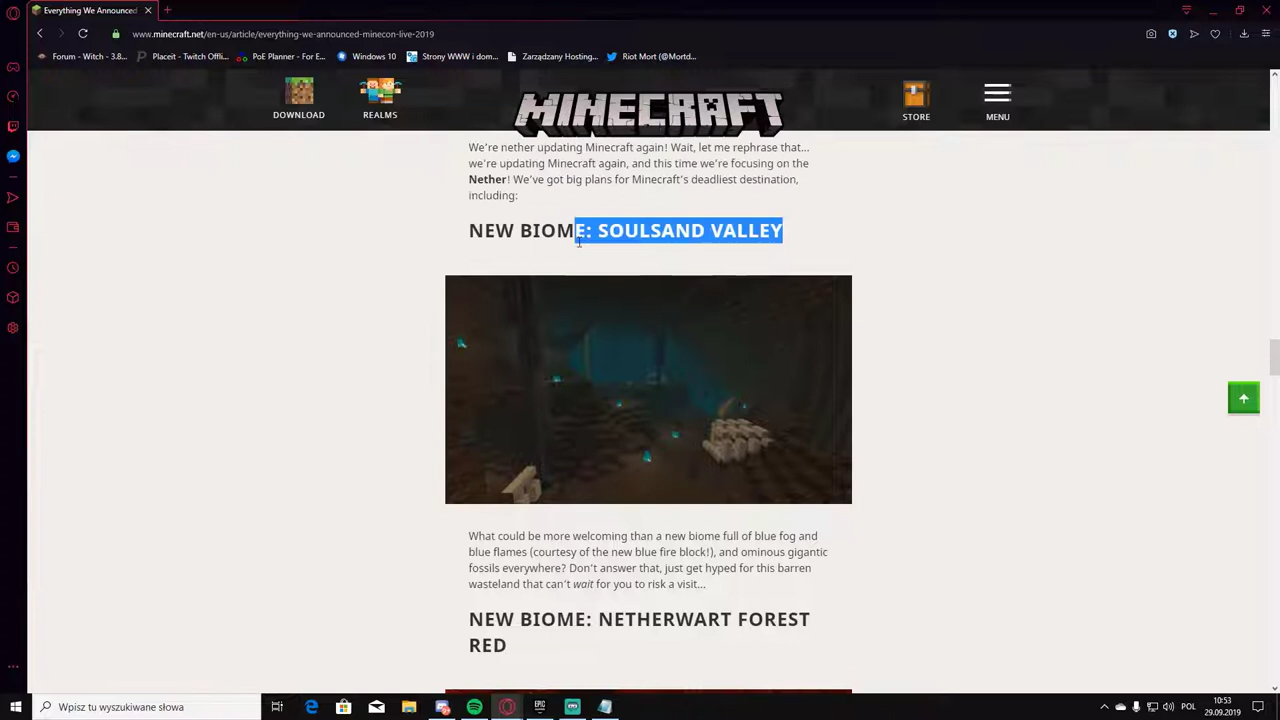 Everything We Announced
www.minecraft.net/en-us/article/everything-we-announced-minecon-live-2019
Forum - Witch - 3.8...
Placeit - Twitch Offli...
PoE Planner - For E...
Windows 10
Strony WWW i dom...
Zarządzany Hosting...
Riot Mort (@Mortd...
DOWNLOAD
REALMS
MINECRAFT
STORE
MENU
We're nether updating Minecraft again! Wait, let me rephrase that...
we're updating Minecraft again, and this time we're focusing on the
Nether! We've got big plans for Minecraft's deadliest destination,
including:
NEW BIOME: SOULSAND VALLEY
What could be more welcoming than a new biome full of blue fog and
blue flames (courtesy of the new blue fire block!), and ominous gigantic
fossils everywhere? Don't answer that, just get hyped for this barren
wasteland that can't wait for you to risk a visit...
NEW BIOME: NETHERWART FOREST
RED
Wpisz tu wyszukiwane słowa
EPIC
POL
10:53
29.09.2019